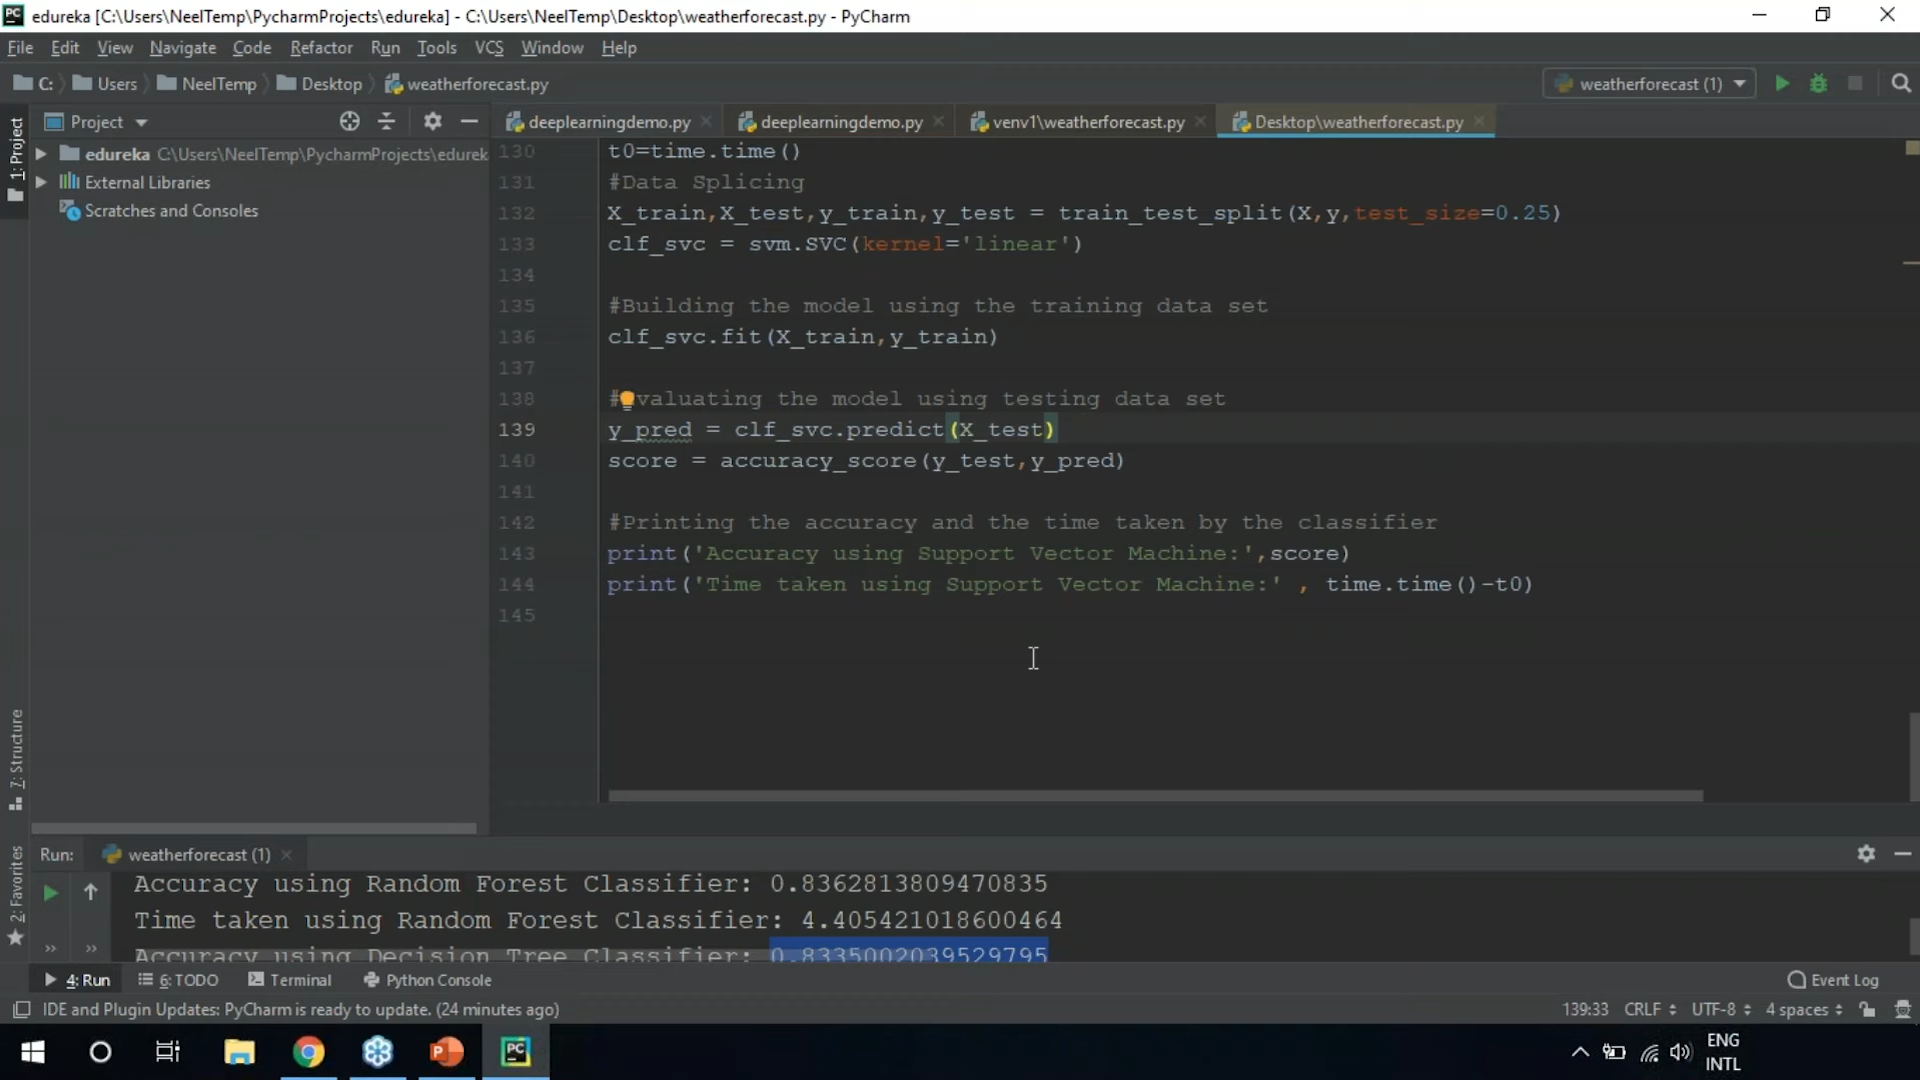 PC edureka [C:\Users\NeelTemp\PycharmProjects\edureka] - C:\Users\NeelTemp\Desktop\weatherforecast.py - PyCharm
File Edit View Navigate Code Refactor Run Tools VCS Window Help
C: Users NeelTemp Desktop weatherforecast.py weatherforecast (1)
1: Project Project deeplearningdemo.py deeplearningdemo.py venv1\weatherforecast.py Desktop\weatherforecast.py
edureka C:\Users\NeelTemp\PycharmProjects\edurek
External Libraries
Scratches and Consoles
130 t0=time.time()
131 #Data Splicing
132 X_train,X_test,y_train,y_test = train_test_split(X,y,test_size=0.25)
133 clf_svc = svm.SVC(kernel='linear')
134
135 #Building the model using the training data set
136 clf_svc.fit(X_train,y_train)
137
138 #valuating the model using testing data set
139 y_pred = clf_svc.predict(X_test)
140 score = accuracy_score(y_test,y_pred)
141
142 #Printing the accuracy and the time taken by the classifier
143 print('Accuracy using Support Vector Machine:',score)
144 print('Time taken using Support Vector Machine:' , time.time()-t0)
145
7: Structure
2: Favorites
Run: weatherforecast (1)
Accuracy using Random Forest Classifier: 0.8362813809470835
Time taken using Random Forest Classifier: 4.405421018600464
Accuracy using Decision Tree Classifier: 0.8335002039529795
4: Run 6: TODO Terminal Python Console Event Log
IDE and Plugin Updates: PyCharm is ready to update. (24 minutes ago) 139:33 CRLF UTF-8 4 spaces
P PC ENG
INTL